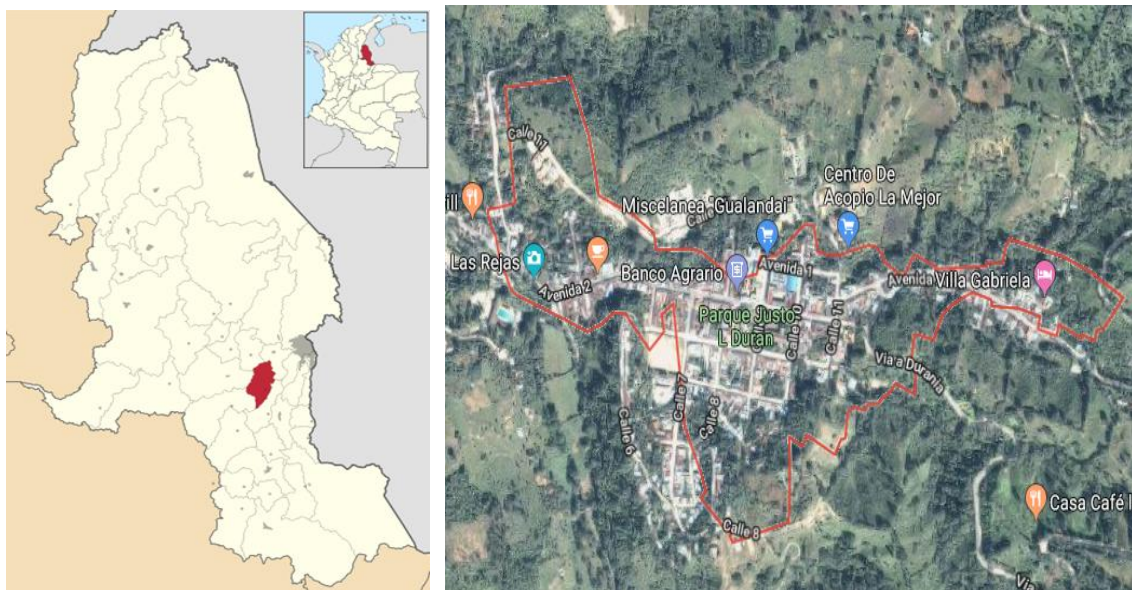 Calle 11
ill
Miscelanea "Gualandai"
Calle
Centro De
Acopio La Mejor
Las Rejas
Avenida 2
Banco Agrario
Avenida 1
Avenida
Villa Gabriela
Parque Justo
L Duran
Calle 10
Calle 11
Via a Durania
Calle 7
Calle 8
Calle 6
Calle 8
Casa Café I
Vía